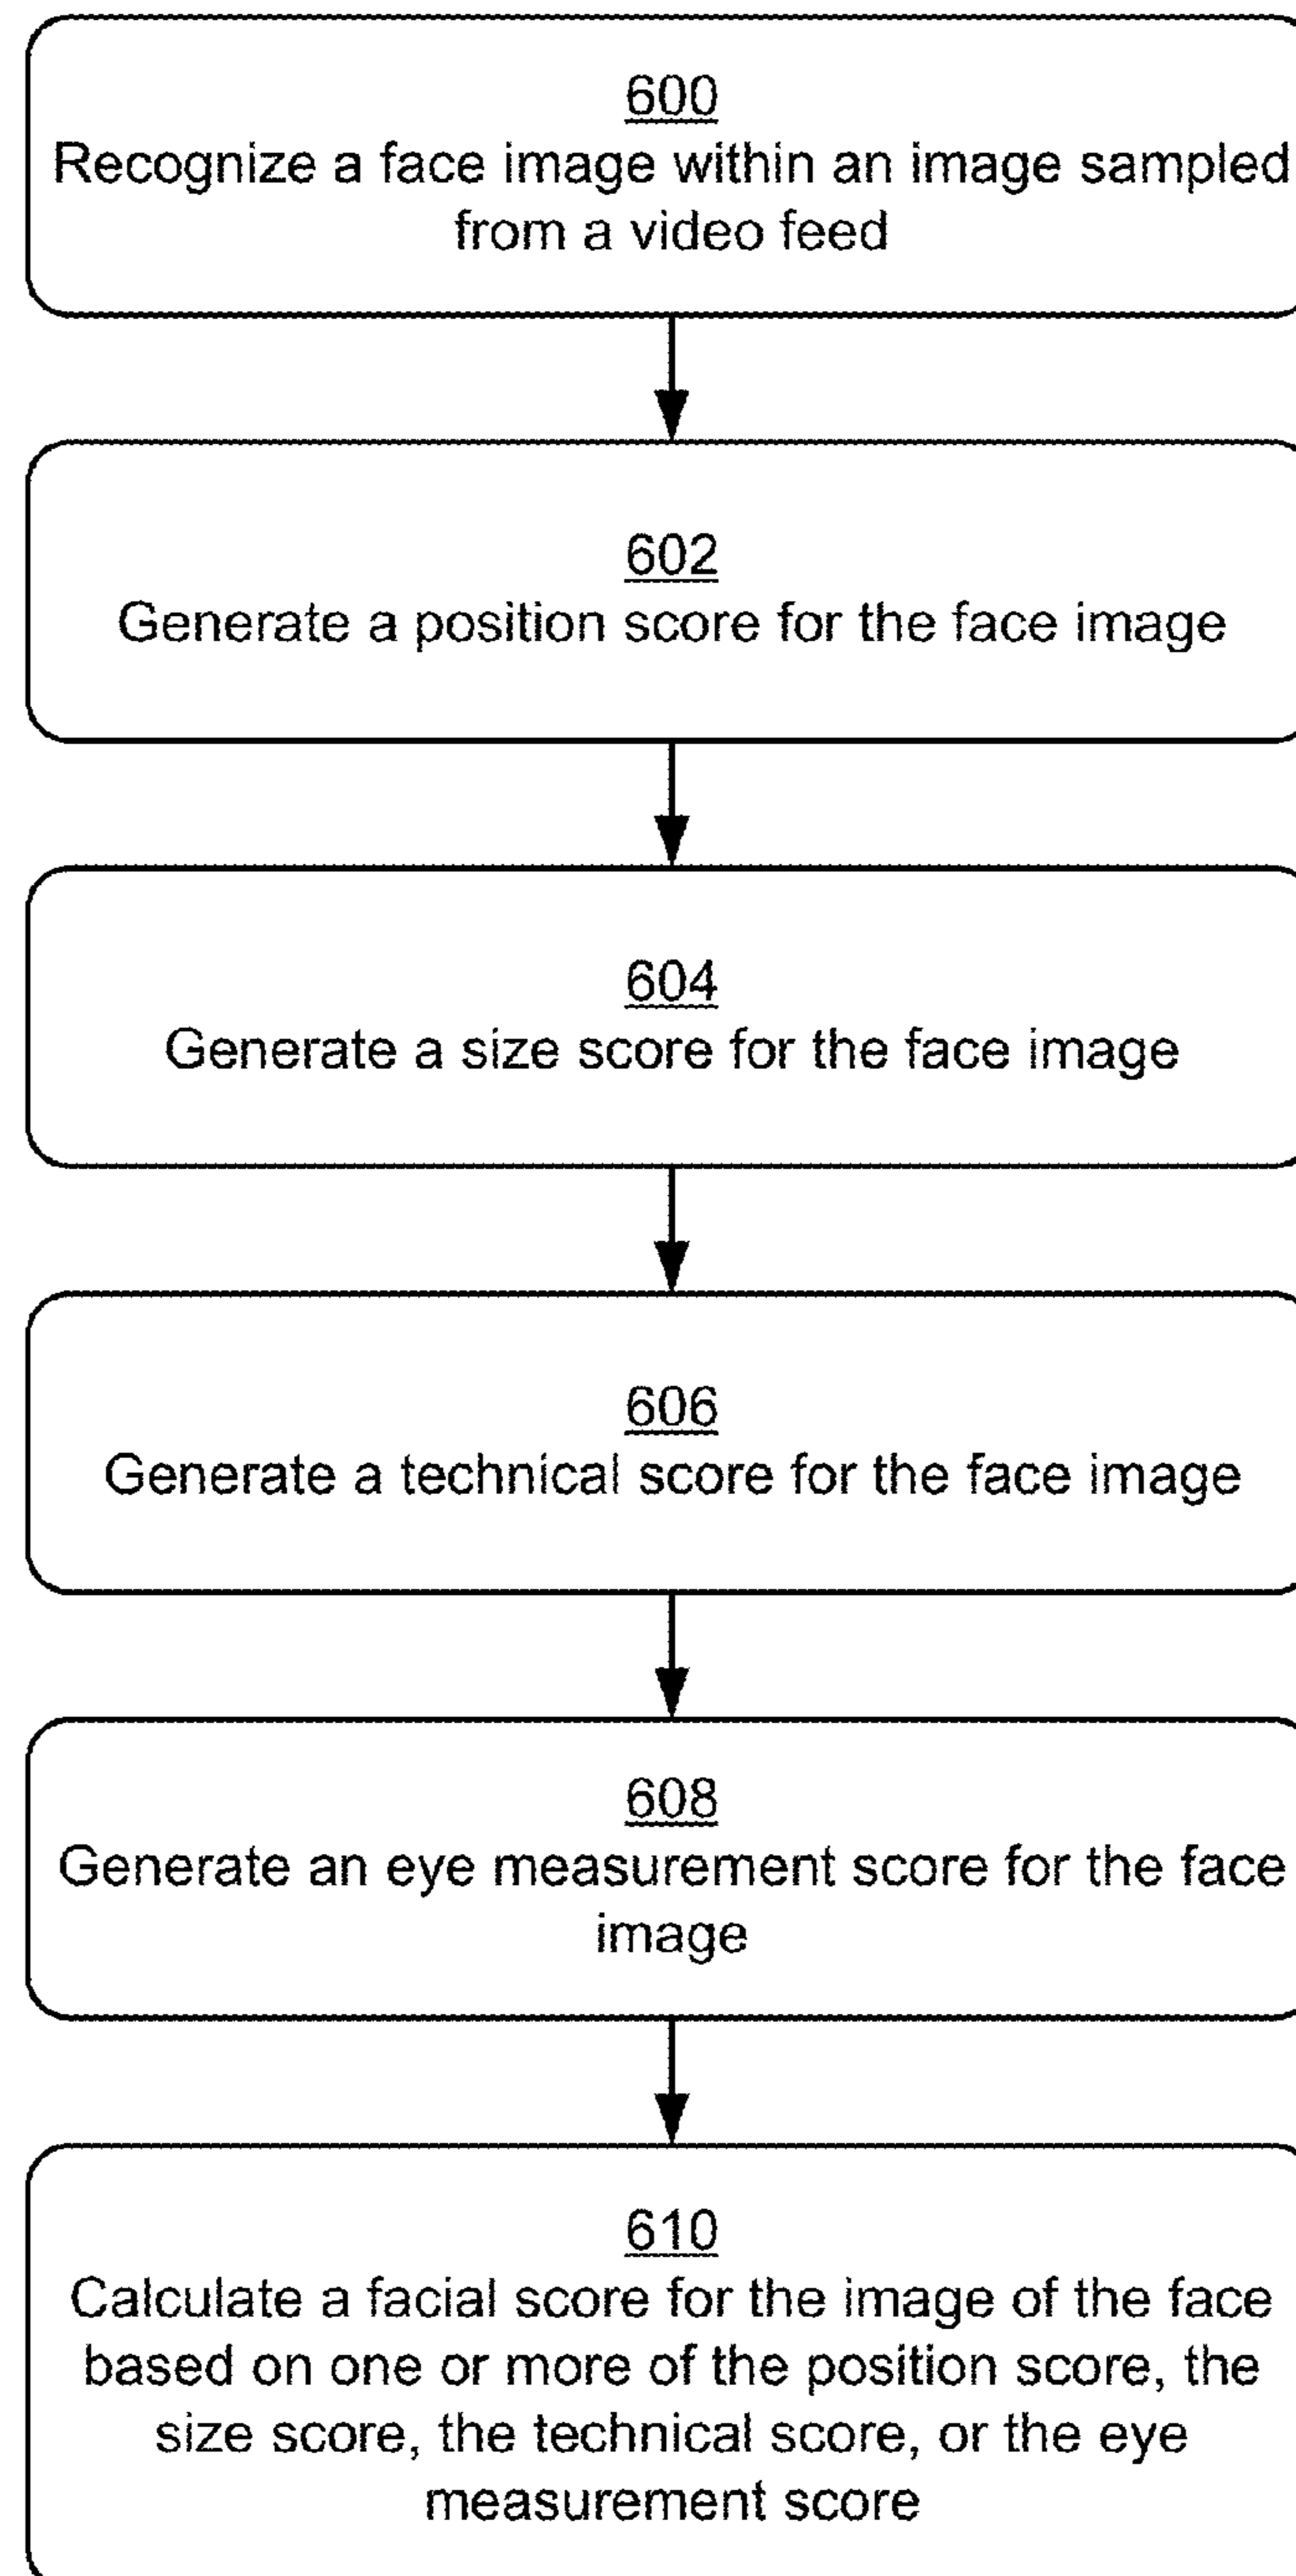 600
Recognize a face image within an image sampled
from a video feed
602
Generate a position score for the face image
604
Generate a size score for the face image
606
Generate a technical score for the face image
608
Generate an eye measurement score for the face
image
610
Calculate a facial score for the image of the face
based on one or more of the position score, the
size score, the technical score, or the eye
measurement score